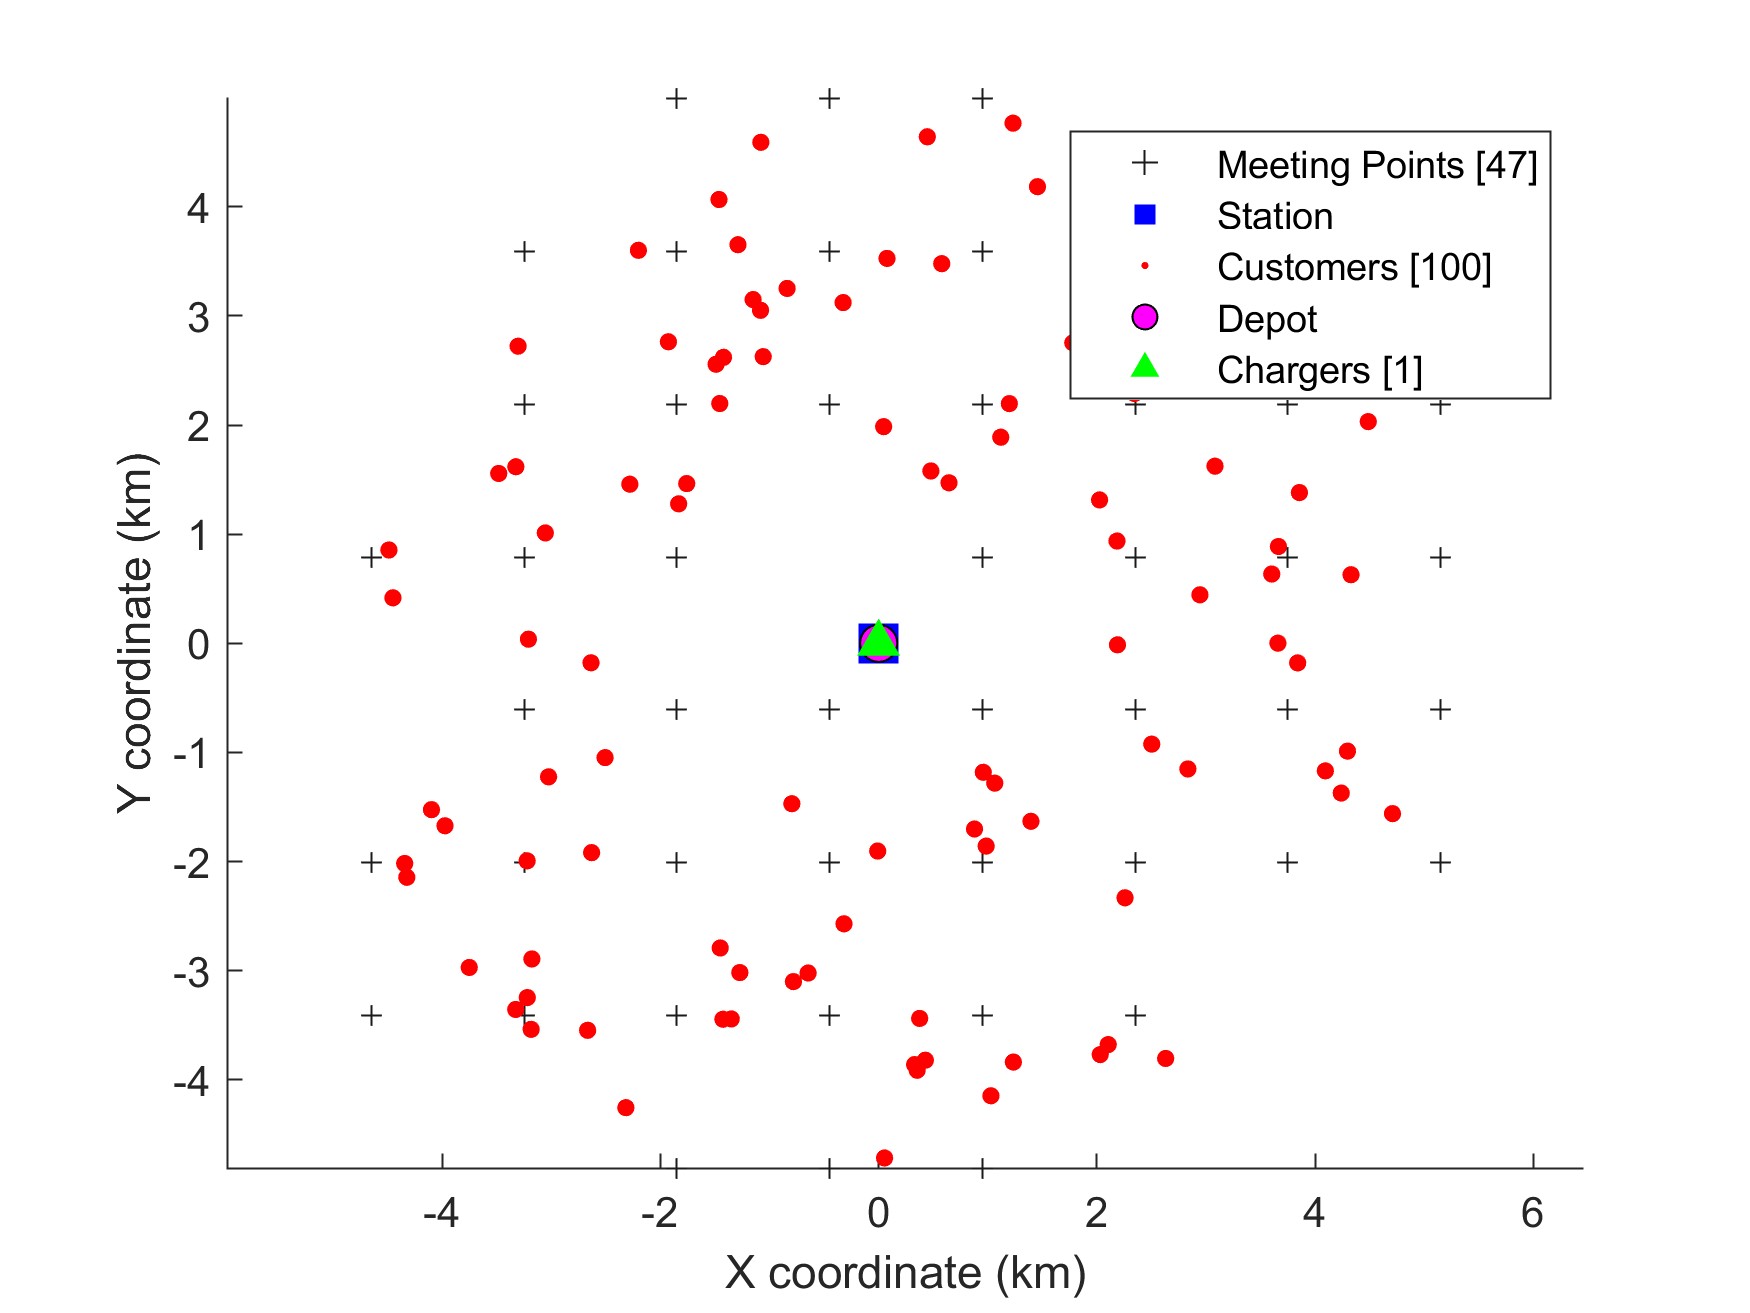 Meeting Points [47]
Station
Customers [100]
Depot
Chargers [1]
4
3
2
1
0
-1
-2
-3
-4
Y coordinate (km)
-4 -2 0 2 4 6
X coordinate (km)